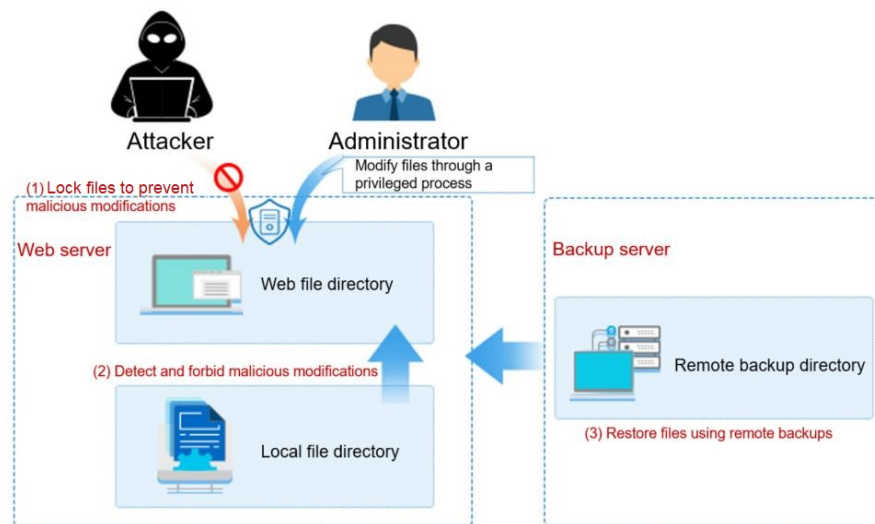 Attacker
Administrator
Modify files through a
privileged process
(1) Lock files to prevent
malicious modifications
Web server
Web file directory
(2) Detect and forbid malicious modifications
Local file directory
Backup server
Remote backup directory
(3) Restore files using remote backups